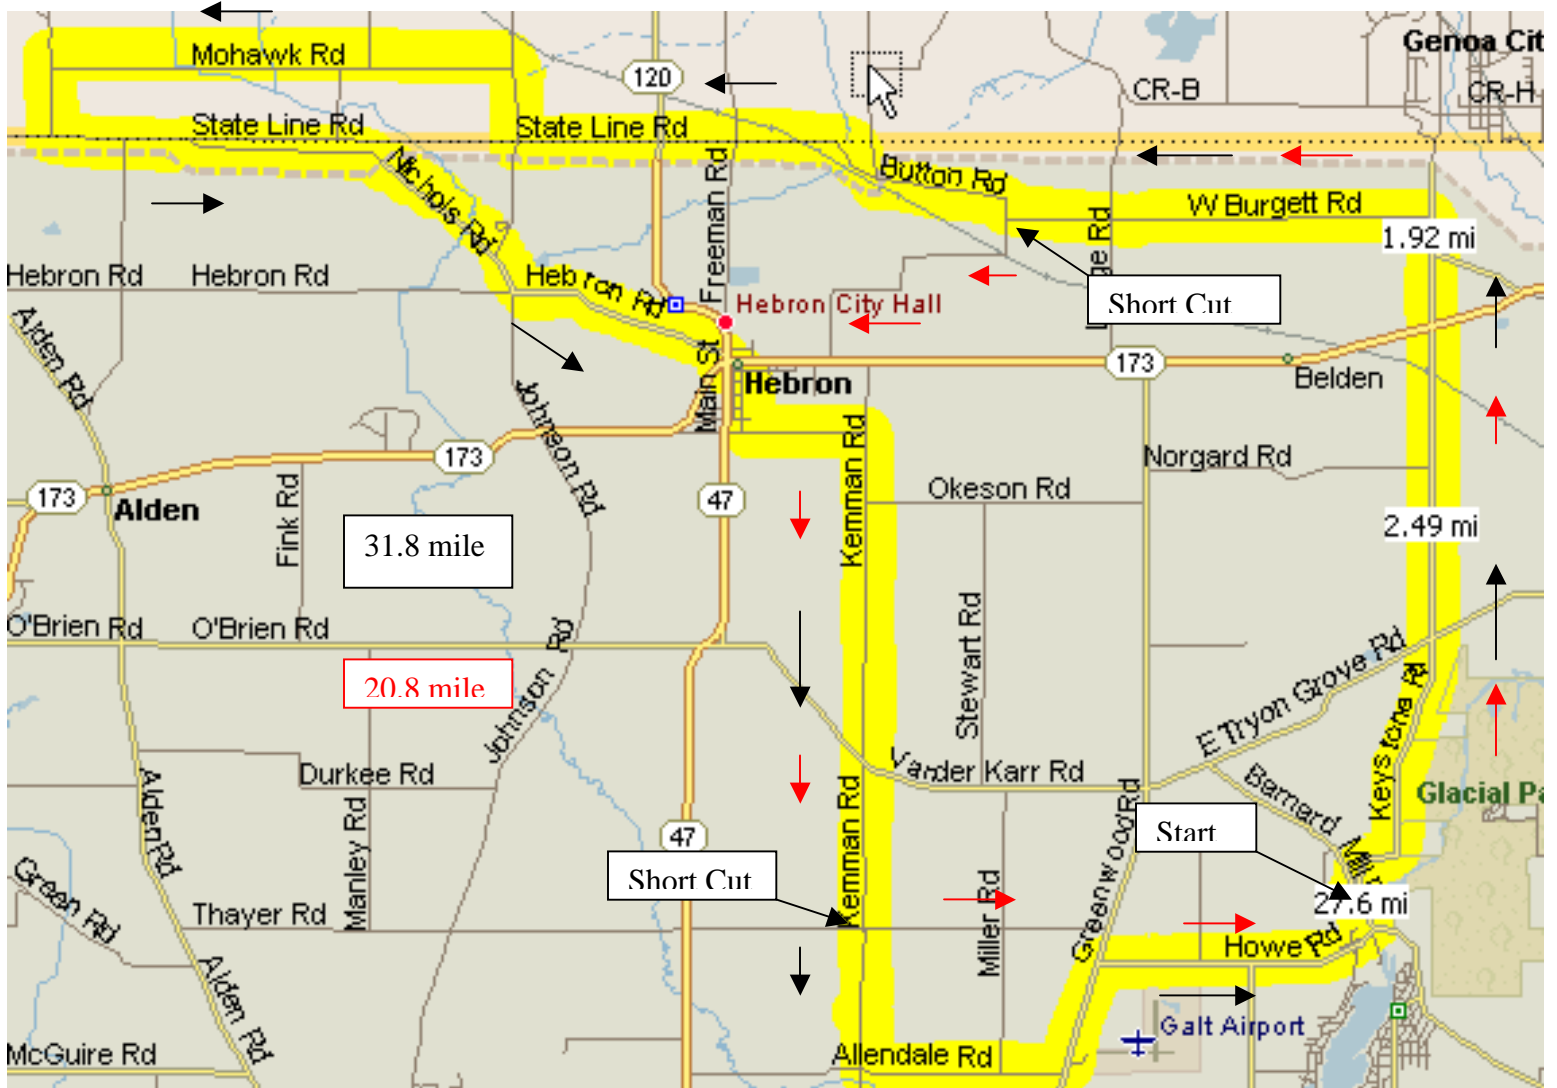 Mohawk Rd
120
Genoa Cit
CR-B
CR-H
State Line Rd
State Line Rd
Nichols Rd
Freeman Rd
Button Rd
W Burgett Rd
1.92 mi
ge Rd
Hebron Rd
Hebron Rd
Hebron Rd
Hebron City Hall
Short Cut
Alden Rd
Main St
Hebron
173
Belden
Johnson Rd
173
Kemman Rd
Norgard Rd
173
Alden
Fink Rd
47
Okeson Rd
2.49 mi
31.8 mile
O'Brien Rd
O'Brien Rd
Johnson Rd
Stewart Rd
E Tryon Grove Rd
Keystone R
20.8 mile
Durkee Rd
Vander Karr Rd
Barnard Mill
Glacial Pa
Alden Rd
Manley Rd
47
Kemman Rd
Greenwood Rd
Start
Short Cut
27.6 mi
Green Rd
Thayer Rd
Miller Rd
Howe Rd
Alden Rd
Galt Airport
McGuire Rd
Allendale Rd